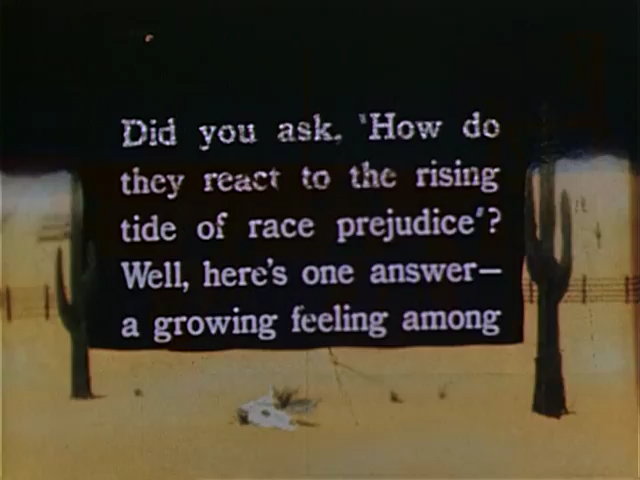 Did you ask, 'How do
they react to the rising
tide of race prejudice'?
Well, here's one answer—
a growing feeling among